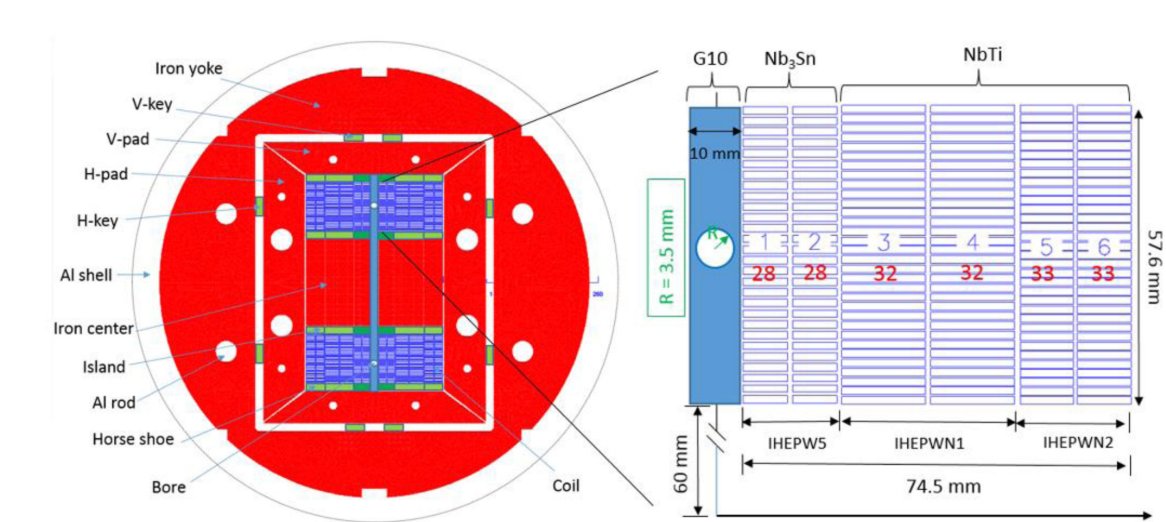 Iron yoke
V-key
V-pad
H-pad
H-key
Al shell
Iron center
Island
Al rod
Horse shoe
Bore
Coil
1
260
G10
Nb₃Sn
NbTi
10 mm
R = 3.5 mm
R
1 2 3 4 5 6
28 28 32 32 33 33
57.6 mm
IHEPW5
IHEPWN1
IHEPWN2
60 mm
74.5 mm